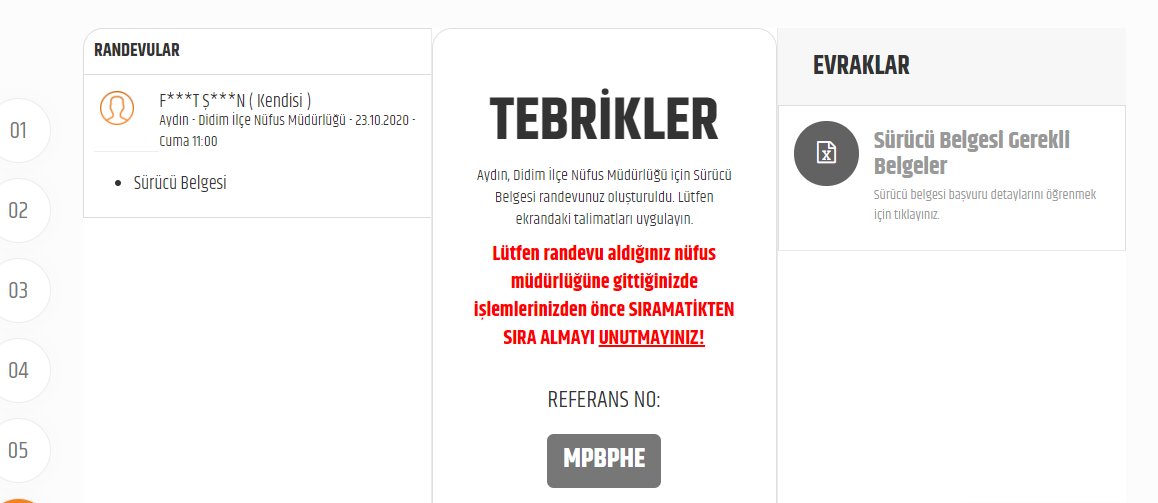 01
02
03
04
05
RANDEVULAR
F***T Ş***N ( Kendisi )
Aydın - Didim İlçe Nüfus Müdürlüğü - 23.10.2020 -
Cuma 11:00
• Sürücü Belgesi
TEBRİKLER
Aydın, Didim İlçe Nüfus Müdürlüğü için Sürücü
Belgesi randevunuz oluşturuldu. Lütfen
ekrandaki talimatları uygulayın.
Lütfen randevu aldığınız nüfus
müdürlüğüne gittiğinizde
işlemlerinizden önce SIRAMATİKTEN
SIRA ALMAYI UNUTMAYINIZ!
REFERANS NO:
MPBPHE
EVRAKLAR
Sürücü Belgesi Gerekli
Belgeler
Sürücü belgesi başvuru detaylarını öğrenmek
için tıklayınız.